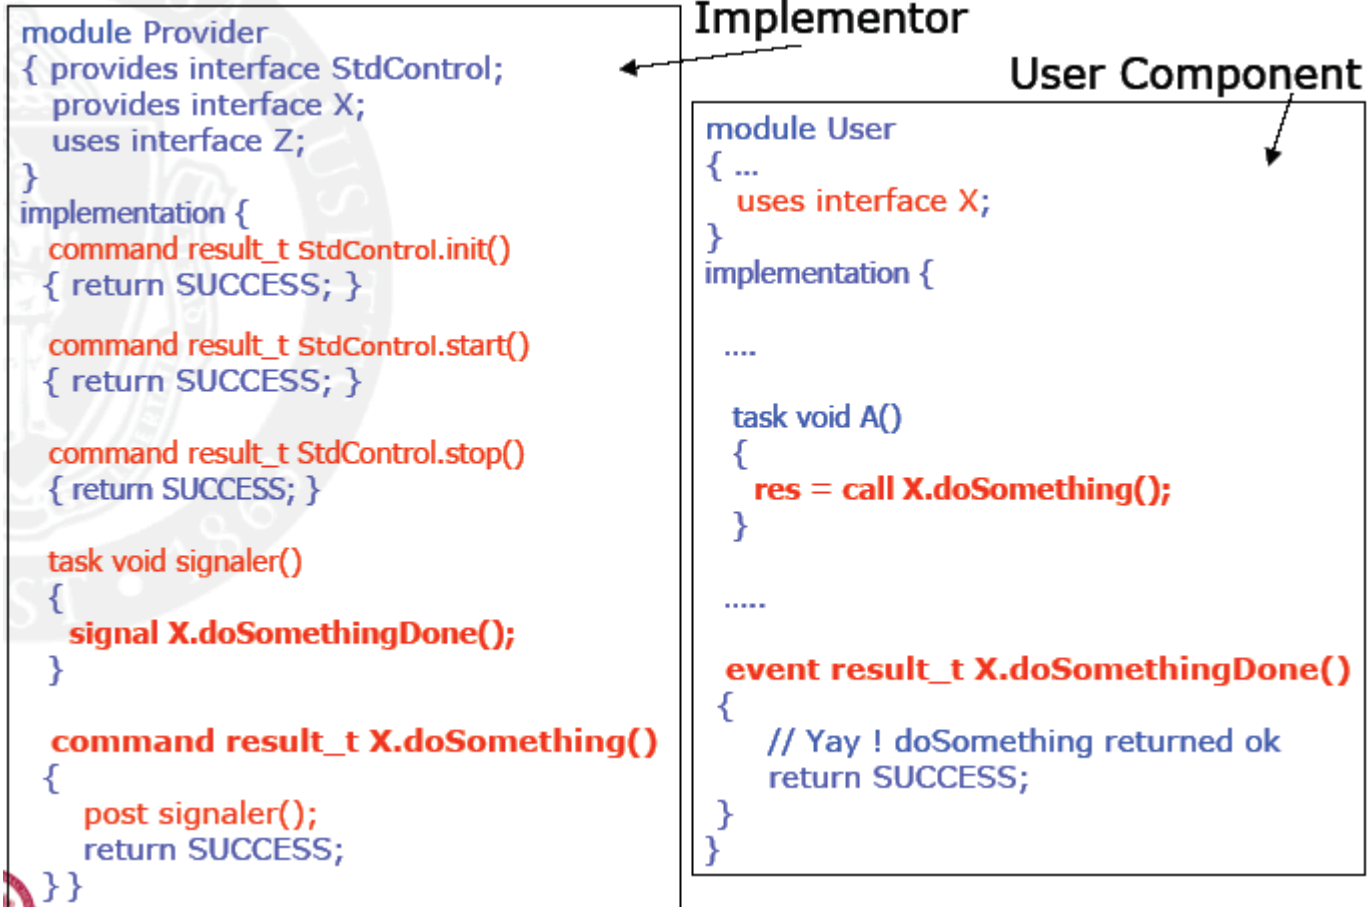 Implementor
User Component
module Provider
{ provides interface StdControl;
provides interface X;
uses interface Z;
}
implementation {
command result_t StdControl.init()
{ return SUCCESS; }
command result_t StdControl.start()
{ return SUCCESS; }
command result_t StdControl.stop()
{ return SUCCESS; }
task void signaler()
{
signal X.doSomethingDone();
}
command result_t X.doSomething()
{
post signaler();
return SUCCESS;
} }
module User
{ ...
uses interface X;
}
implementation {
....
task void A()
{
res = call X.doSomething();
}
.....
event result_t X.doSomethingDone()
{
// Yay ! doSomething returned ok
return SUCCESS;
}
}